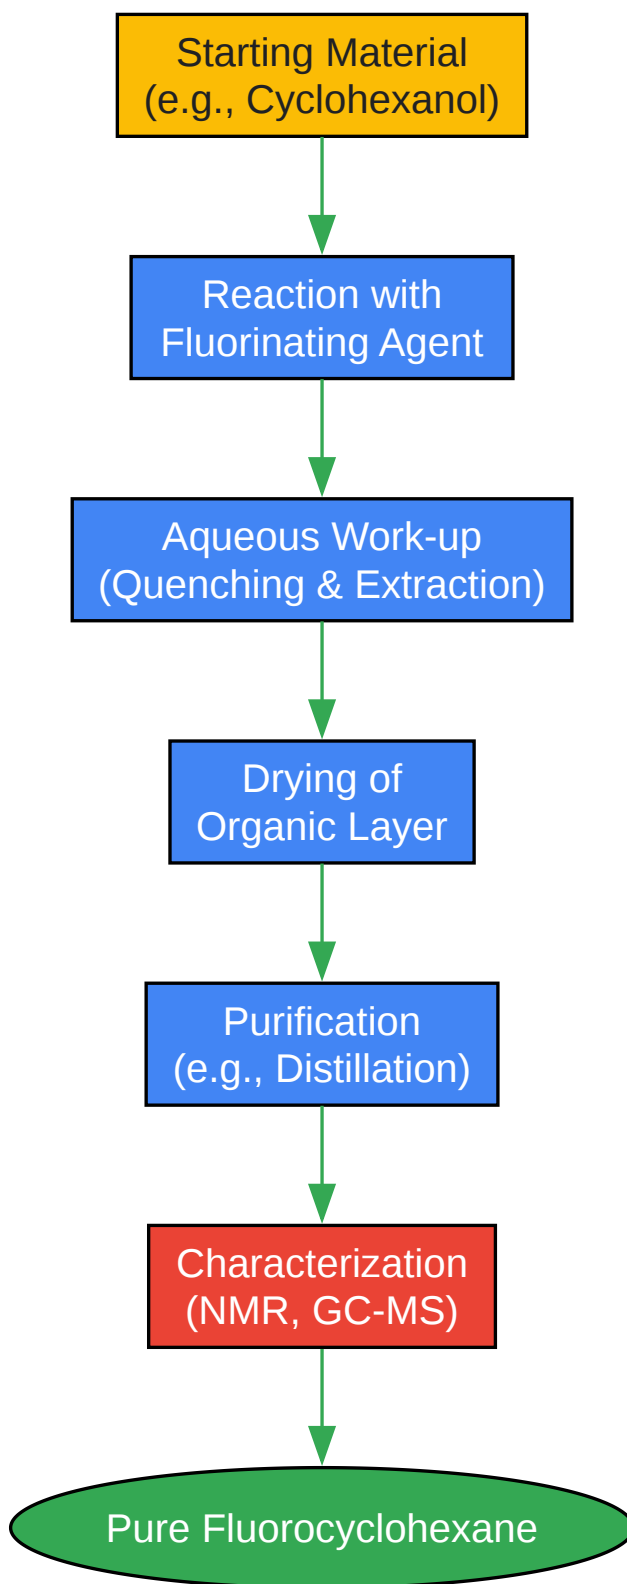 Starting Material
(e.g., Cyclohexanol)
Reaction with
Fluorinating Agent
Aqueous Work-up
(Quenching & Extraction)
Drying of
Organic Layer
Purification
(e.g., Distillation)
Characterization
(NMR, GC-MS)
Pure Fluorocyclohexane